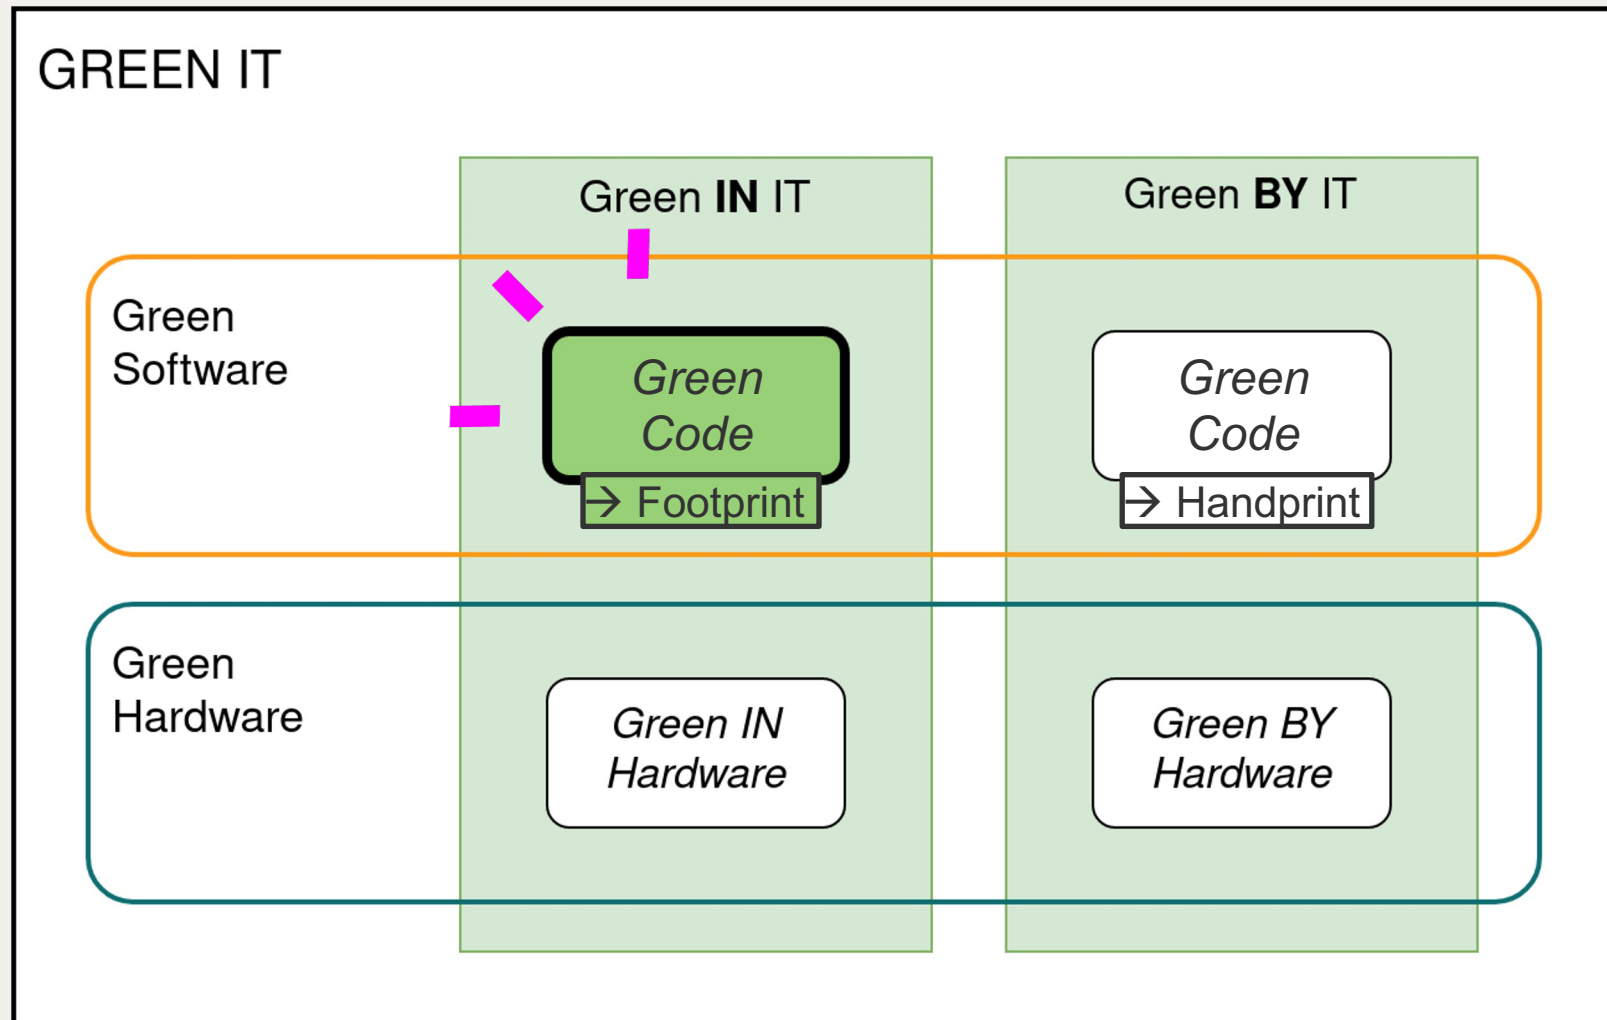 GREEN IT
Green IN IT
Green BY IT
Green
Software
Green
Code
→ Footprint
Green
Code
→ Handprint
Green
Hardware
Green IN
Hardware
Green BY
Hardware